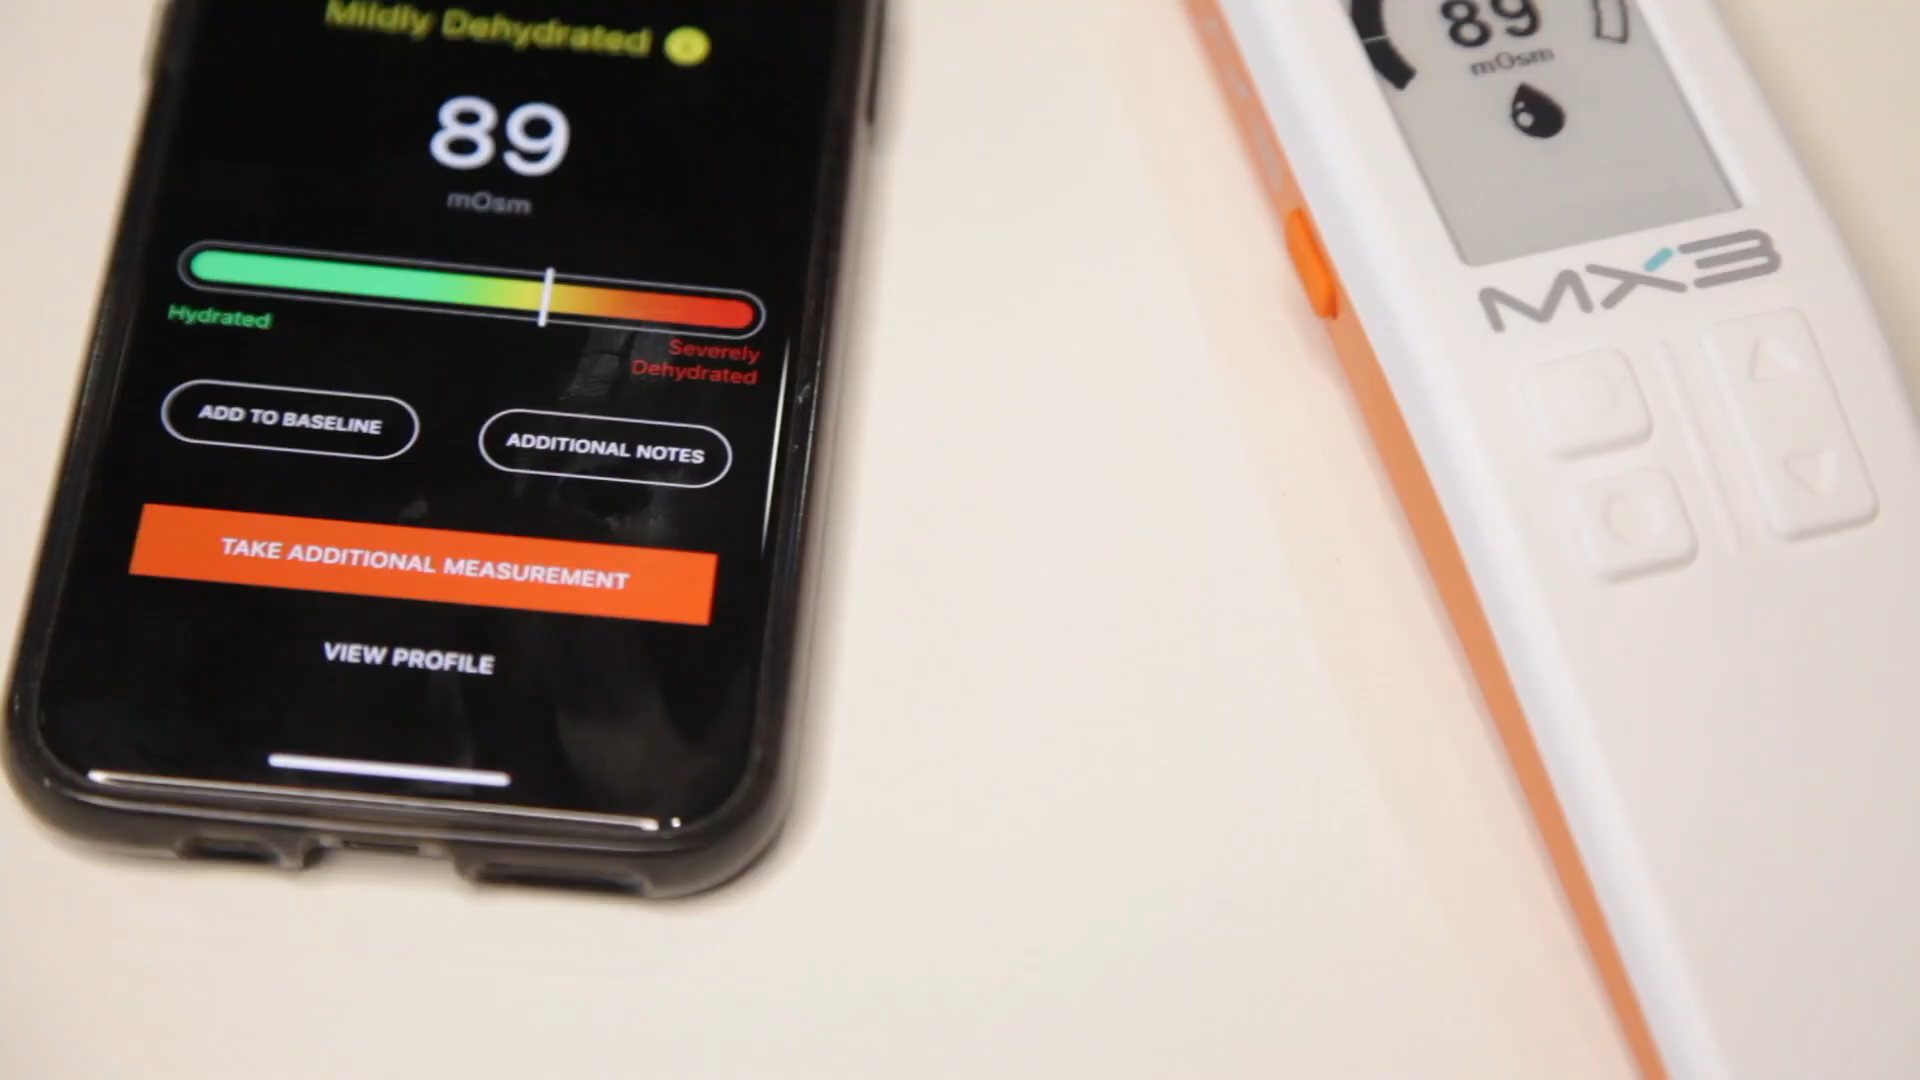 Mildly Dehydrated
89
mOsm
Hydrated
Severely
Dehydrated
ADD TO BASELINE
ADDITIONAL NOTES
TAKE ADDITIONAL MEASUREMENT
VIEW PROFILE
89
mOsm
MX3